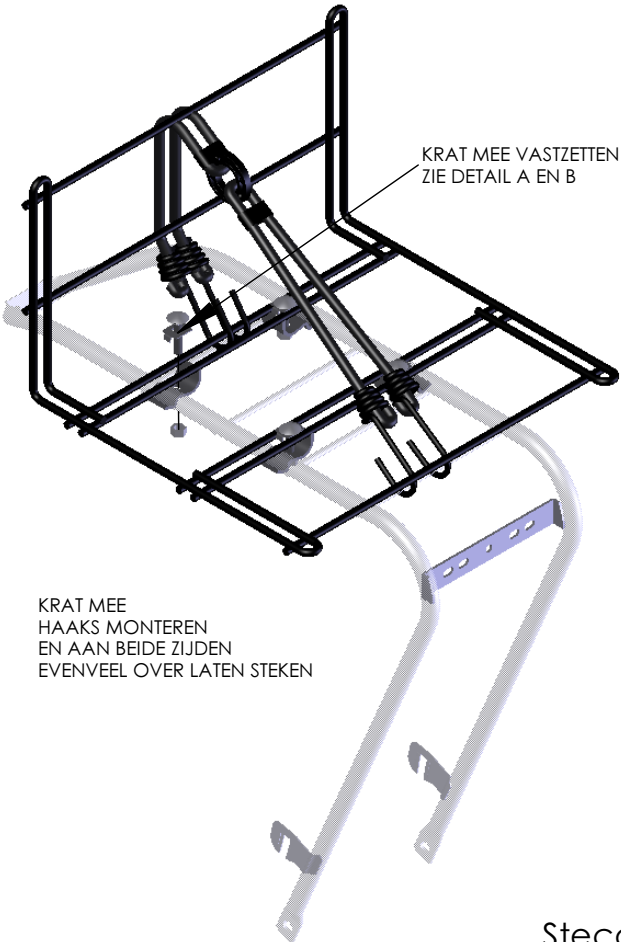 KRAT MEE VASTZETTEN
ZIE DETAIL A EN B
KRAT MEE
HAAKS MONTEREN
EN AAN BEIDE ZIJDEN
EVENVEEL OVER LATEN STEKEN